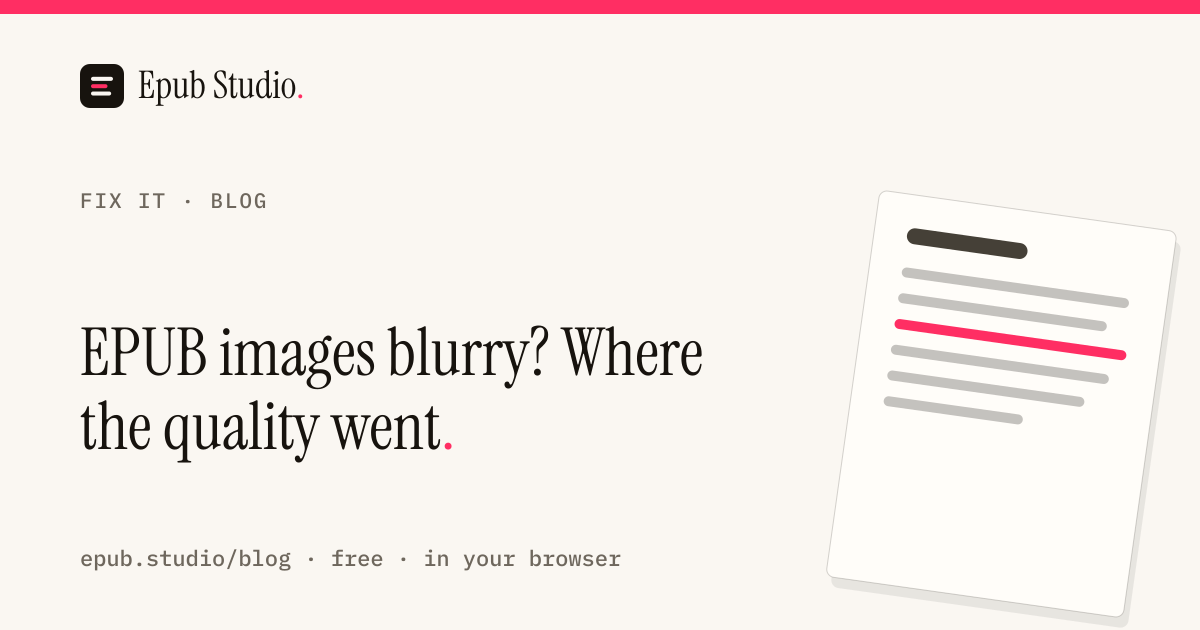 Epub Studio.
FIX IT · BLOG
EPUB images blurry? Where
the quality went.
epub.studio/blog · free · in your browser